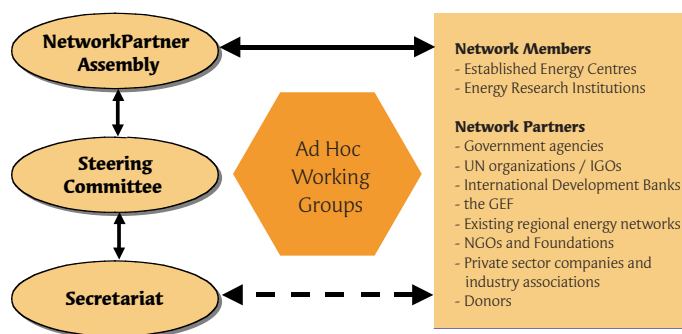 NetworkPartner
Assembly
Steering
Committee
Secretariat
Ad Hoc
Working
Groups
Network Members
- Established Energy Centres
- Energy Research Institutions
Network Partners
- Government agencies
- UN organizations / IGOs
- International Development Banks
- the GEF
- Existing regional energy networks
- NGOs and Foundations
- Private sector companies and
industry associations
- Donors